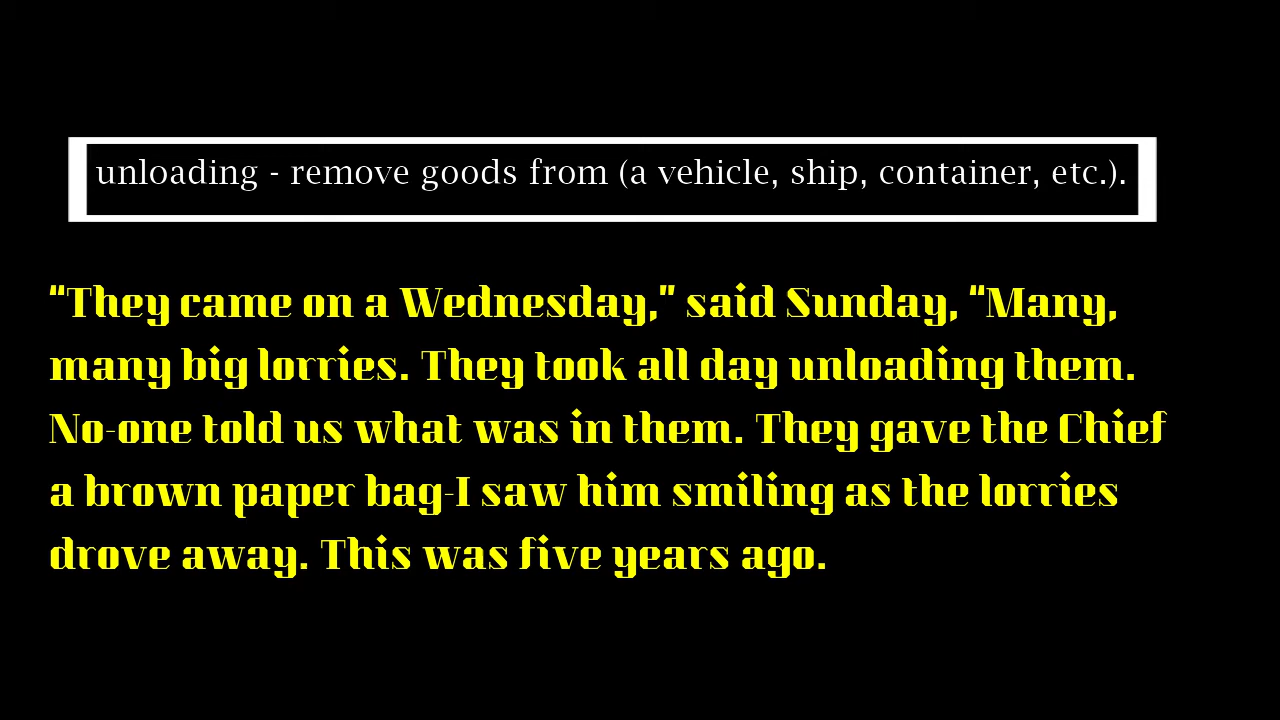 unloading - remove goods from (a vehicle, ship, container, etc.).
“They came on a Wednesday,” said Sunday, “Many,
many big lorries. They took all day unloading them.
No-one told us what was in them. They gave the Chief
a brown paper bag-I saw him smiling as the lorries
drove away. This was five years ago.